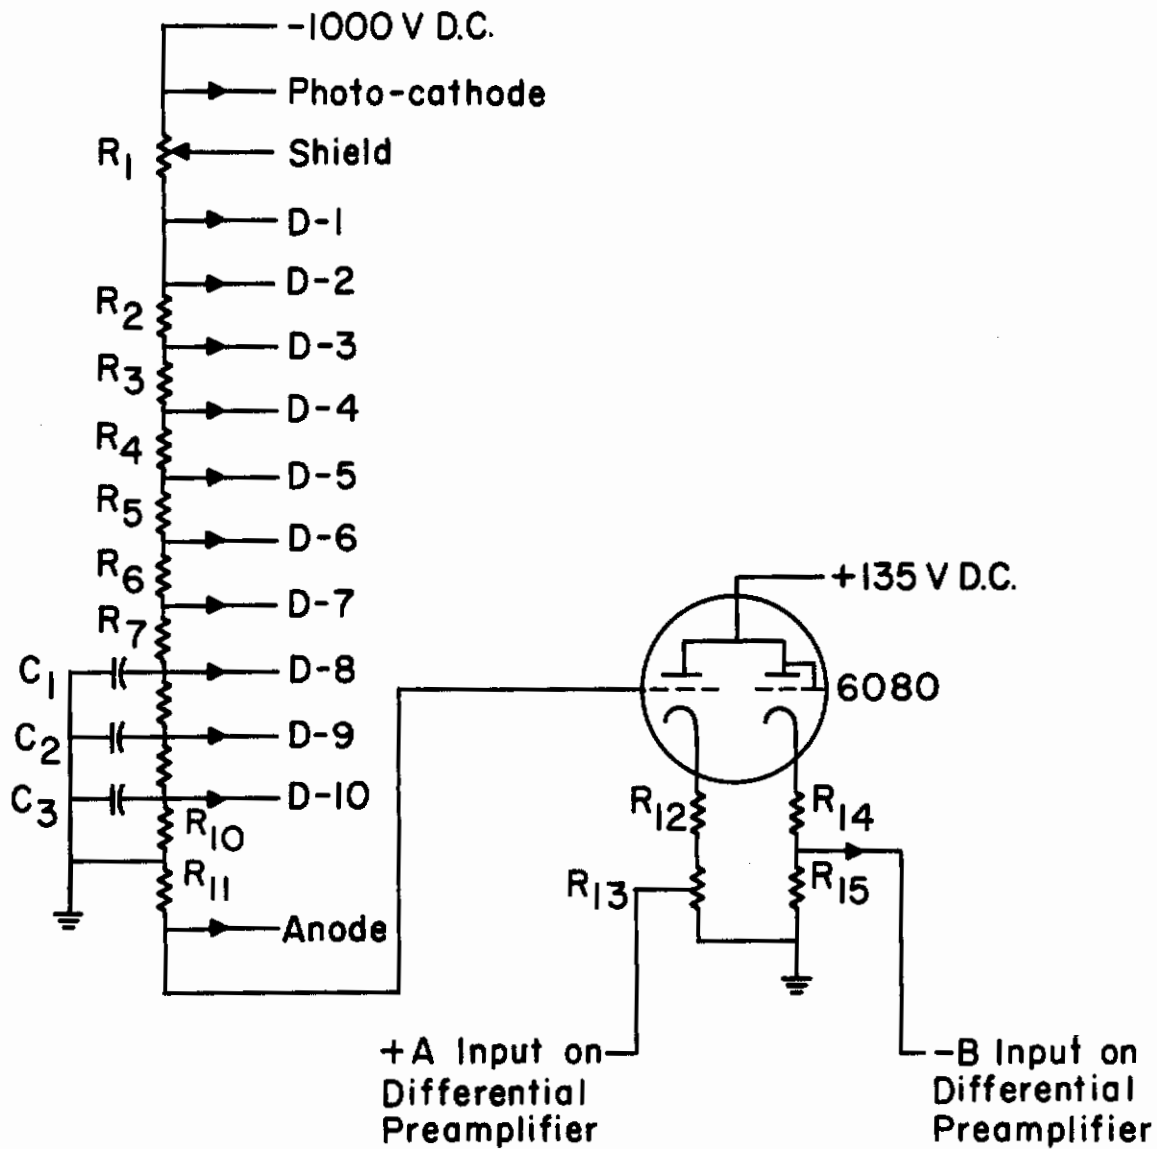 -1000 V D.C.
Photo-cathode
R1
Shield
D-1
D-2
R2
D-3
R3
D-4
R4
D-5
R5
D-6
R6
D-7
R7
C1
D-8
C2
D-9
C3
D-10
R10
R11
Anode
+135 V D.C.
6080
R12
R14
R13
R15
+A Input on
Differential
Preamplifier
-B Input on
Differential
Preamplifier